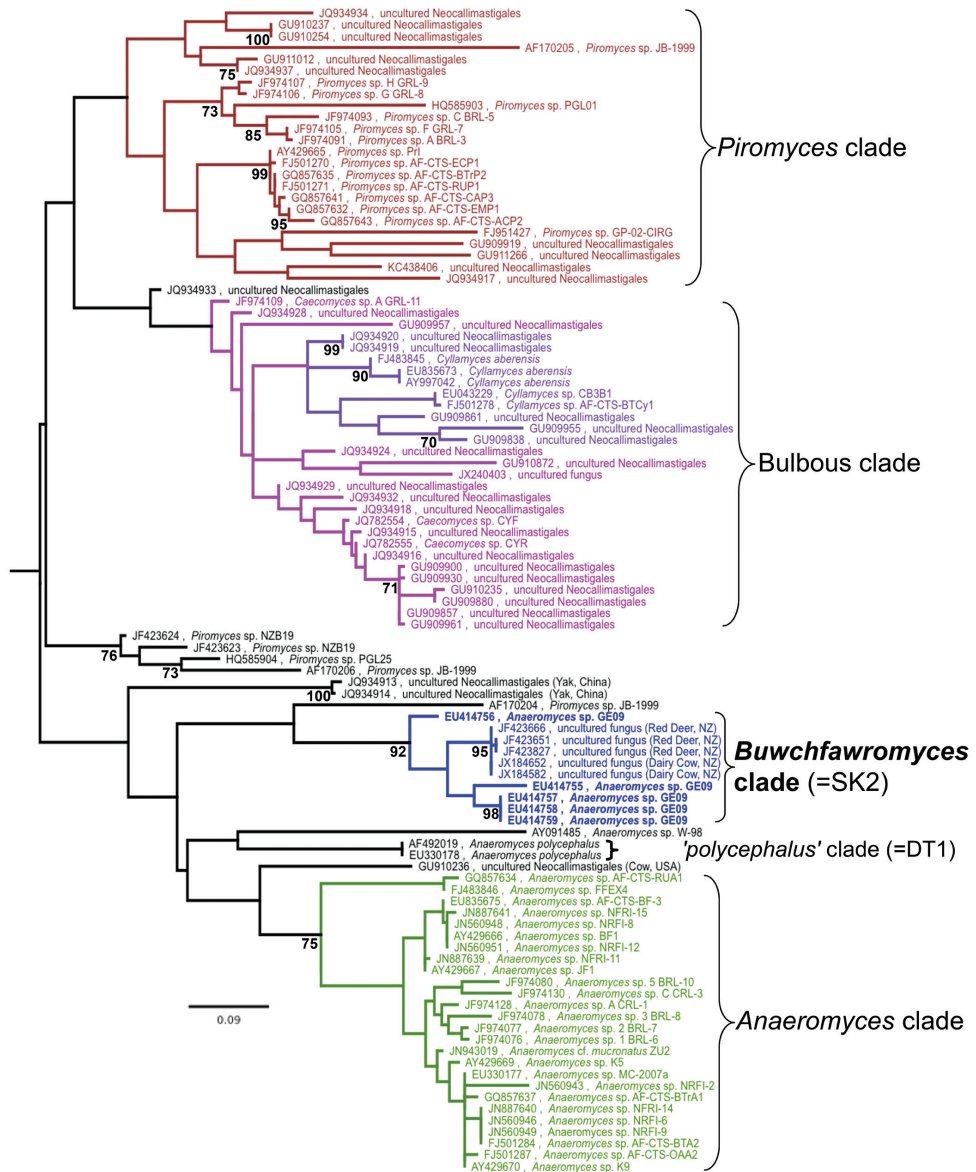 JQ934934 , uncultured Neocallimastigales
GU910237 , uncultured Neocallimastigales
GU910254 , uncultured Neocallimastigales
100
AF170205 , Piromyces sp. JB-1999
GU911012 , uncultured Neocallimastigales
75
JQ934937 , uncultured Neocallimastigales
JF974107 , Piromyces sp. H GRL-9
JF974106 , Piromyces sp. G GRL-8
73
HQ585903 , Piromyces sp. PGL01
JF974093 , Piromyces sp. C BRL-5
85
JF974105 , Piromyces sp. F GRL-7
JF974091 , Piromyces sp. A BRL-3
Piromyces clade
AY429665 , Piromyces sp. PrI
FJ501270 , Piromyces sp. AF-CTS-ECP1
99
GQ857635 , Piromyces sp. AF-CTS-BTrP2
FJ501271 , Piromyces sp. AF-CTS-RUP1
GQ857641 , Piromyces sp. AF-CTS-CAP3
GQ857632 , Piromyces sp. AF-CTS-EMP1
95
GQ857643 , Piromyces sp. AF-CTS-ACP2
FJ951427 , Piromyces sp. GP-02-CIRG
GU909919 , uncultured Neocallimastigales
GU911266 , uncultured Neocallimastigales
KC438406 , uncultured Neocallimastigales
JQ934917 , uncultured Neocallimastigales
JQ934933 , uncultured Neocallimastigales
JF974109 , Caecomyces sp. A GRL-11
JQ934928 , uncultured Neocallimastigales
GU909957 , uncultured Neocallimastigales
JQ934920 , uncultured Neocallimastigales
99
JQ934919 , uncultured Neocallimastigales
FJ483845 , Cyllamyces aberensis
90
EU835673 , Cyllamyces aberensis
AY997042 , Cyllamyces aberensis
EU043229 , Cyllamyces sp. CB3B1
FJ501278 , Cyllamyces sp. AF-CTS-BTCy1
GU909861 , uncultured Neocallimastigales
GU909955 , uncultured Neocallimastigales
70
GU909838 , uncultured Neocallimastigales
JQ934924 , uncultured Neocallimastigales
GU910872 , uncultured Neocallimastigales
Bulbous clade
JX240403 , uncultured fungus
JQ934929 , uncultured Neocallimastigales
JQ934932 , uncultured Neocallimastigales
JQ934918 , uncultured Neocallimastigales
JQ782554 , Caecomyces sp. CYF
JQ934915 , uncultured Neocallimastigales
JQ782555 , Caecomyces sp. CYR
JQ934916 , uncultured Neocallimastigales
GU909900 , uncultured Neocallimastigales
GU909930 , uncultured Neocallimastigales
71
GU910235 , uncultured Neocallimastigales
GU909880 , uncultured Neocallimastigales
GU909857 , uncultured Neocallimastigales
GU909961 , uncultured Neocallimastigales
JF423624 , Piromyces sp. NZB19
JF423623 , Piromyces sp. NZB19
76
HQ585904 , Piromyces sp. PGL25
73
AF170206 , Piromyces sp. JB-1999
JQ934913 , uncultured Neocallimastigales (Yak, China)
100
JQ934914 , uncultured Neocallimastigales (Yak, China)
AF170204 , Piromyces sp. JB-1999
EU414756 , Anaeromyces sp. GE09
JF423666 , uncultured fungus (Red Deer, NZ)
JF423651 , uncultured fungus (Red Deer, NZ)
92
95
JF423827 , uncultured fungus (Red Deer, NZ)
Buwchfawromyces
JX184652 , uncultured fungus (Dairy Cow, NZ)
JX184582 , uncultured fungus (Dairy Cow, NZ)
clade (=SK2)
EU414755 , Anaeromyces sp. GE09
EU414757 , Anaeromyces sp. GE09
98
EU414758 , Anaeromyces sp. GE09
EU414759 , Anaeromyces sp. GE09
AY091485 , Anaeromyces sp. W-98
AF492019 , Anaeromyces polycephalus
'polycephalus' clade (=DT1)
EU330178 , Anaeromyces polycephalus
GU910236 , uncultured Neocallimastigales (Cow, USA)
GQ857634 , Anaeromyces sp. AF-CTS-RUA1
FJ483846 , Anaeromyces sp. FFEX4
EU835675 , Anaeromyces sp. AF-CTS-BF-3
JN887641 , Anaeromyces sp. NFRI-15
JN560948 , Anaeromyces sp. NRFI-8
AY429666 , Anaeromyces sp. BF1
75
JN560951 , Anaeromyces sp. NRFI-12
JN887639 , Anaeromyces sp. NFRI-11
AY429667 , Anaeromyces sp. JF1
JF974080 , Anaeromyces sp. 5 BRL-10
JF974130 , Anaeromyces sp. C CRL-3
JF974128 , Anaeromyces sp. A CRL-1
JF974078 , Anaeromyces sp. 3 BRL-8
0.09
Anaeromyces clade
JF974077 , Anaeromyces sp. 2 BRL-7
JF974076 , Anaeromyces sp. 1 BRL-6
JN943019 , Anaeromyces cf. mucronatus ZU2
AY429669 , Anaeromyces sp. K5
EU330177 , Anaeromyces sp. MC-2007a
JN560943 , Anaeromyces sp. NRFI-2
GQ857637 , Anaeromyces sp. AF-CTS-BTrA1
JN887640 , Anaeromyces sp. NFRI-14
JN560946 , Anaeromyces sp. NRFI-6
JN560949 , Anaeromyces sp. NRFI-9
FJ501284 , Anaeromyces sp. AF-CTS-BTA2
FJ501287 , Anaeromyces sp. AF-CTS-OAA2
AY429670 , Anaeromyces sp. K9